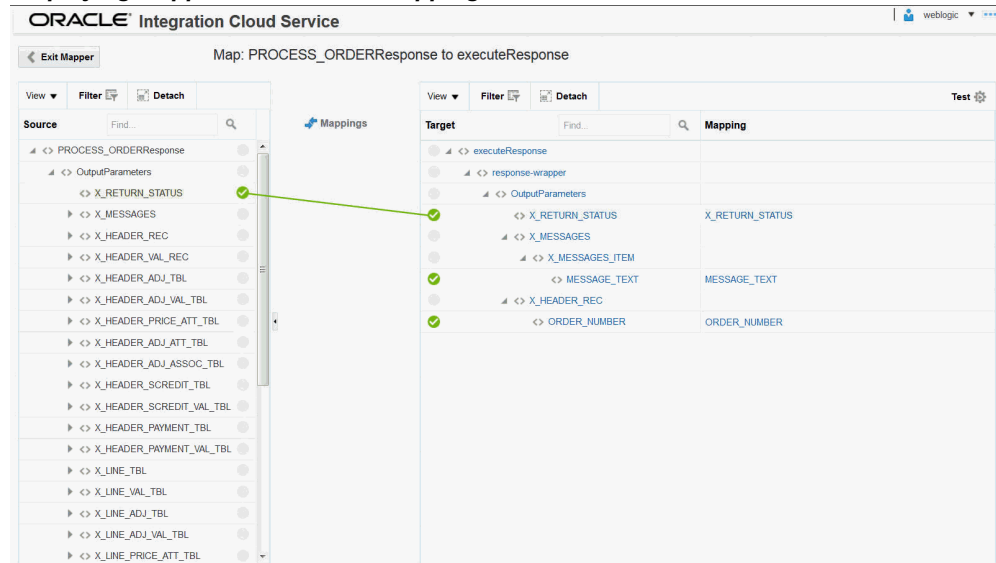 ORACLE® Integration Cloud Service
weblogic
Exit Mapper
Map: PROCESS_ORDERResponse to executeResponse
View Filter Detach
Source Find...
PROCESS_ORDERResponse
OutputParameters
X_RETURN_STATUS
X_MESSAGES
X_HEADER_REC
X_HEADER_VAL_REC
X_HEADER_ADJ_TBL
X_HEADER_ADJ_VAL_TBL
X_HEADER_PRICE_ATT_TBL
X_HEADER_ADJ_ATT_TBL
X_HEADER_ADJ_ASSOC_TBL
X_HEADER_SCREDIT_TBL
X_HEADER_SCREDIT_VAL_TBL
X_HEADER_PAYMENT_TBL
X_HEADER_PAYMENT_VAL_TBL
X_LINE_TBL
X_LINE_VAL_TBL
X_LINE_ADJ_TBL
X_LINE_ADJ_VAL_TBL
X_LINE_PRICE_ATT_TBL
Mappings
View Filter Detach Test
Target Find... Mapping
executeResponse
response-wrapper
OutputParameters
X_RETURN_STATUS X_RETURN_STATUS
X_MESSAGES
X_MESSAGES_ITEM
MESSAGE_TEXT MESSAGE_TEXT
X_HEADER_REC
ORDER_NUMBER ORDER_NUMBER